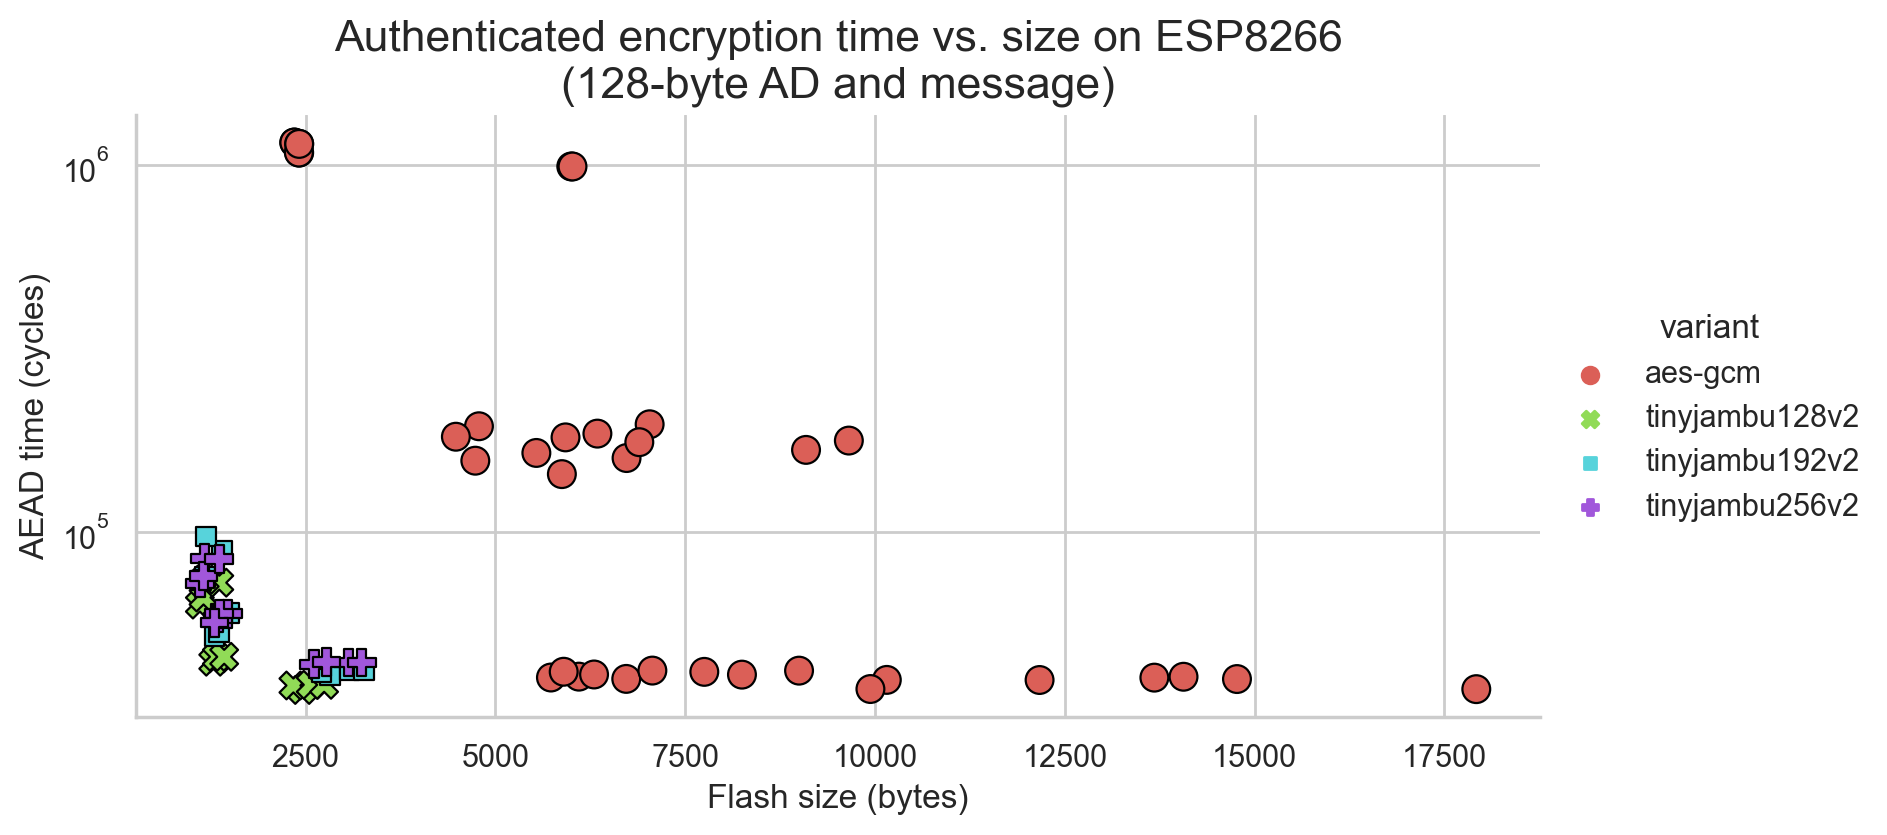 Authenticated encryption time vs. size on ESP8266
(128-byte AD and message)
AEAD time (cycles)
10^6
10^5
2500 5000 7500 10000 12500 15000 17500
Flash size (bytes)
variant
aes-gcm
tinyjambu128v2
tinyjambu192v2
tinyjambu256v2